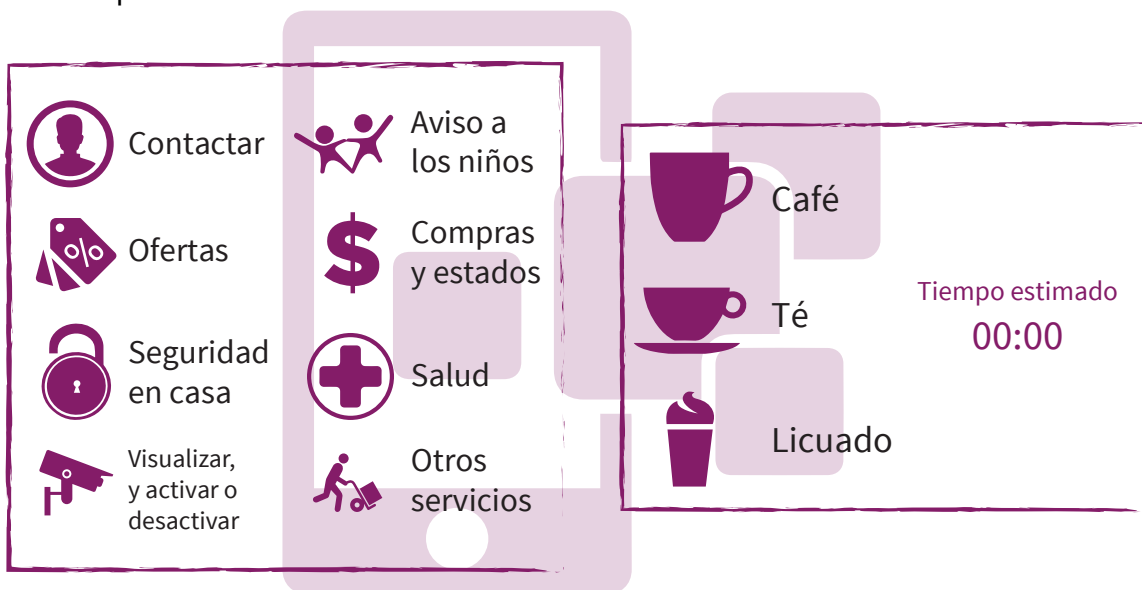 Contactar
Ofertas
Seguridad
en casa
Visualizar,
y activar o
desactivar
Aviso a
los niños
Compras
y estados
Salud
Otros
servicios
Café
Té
Licuado
Tiempo estimado
00:00